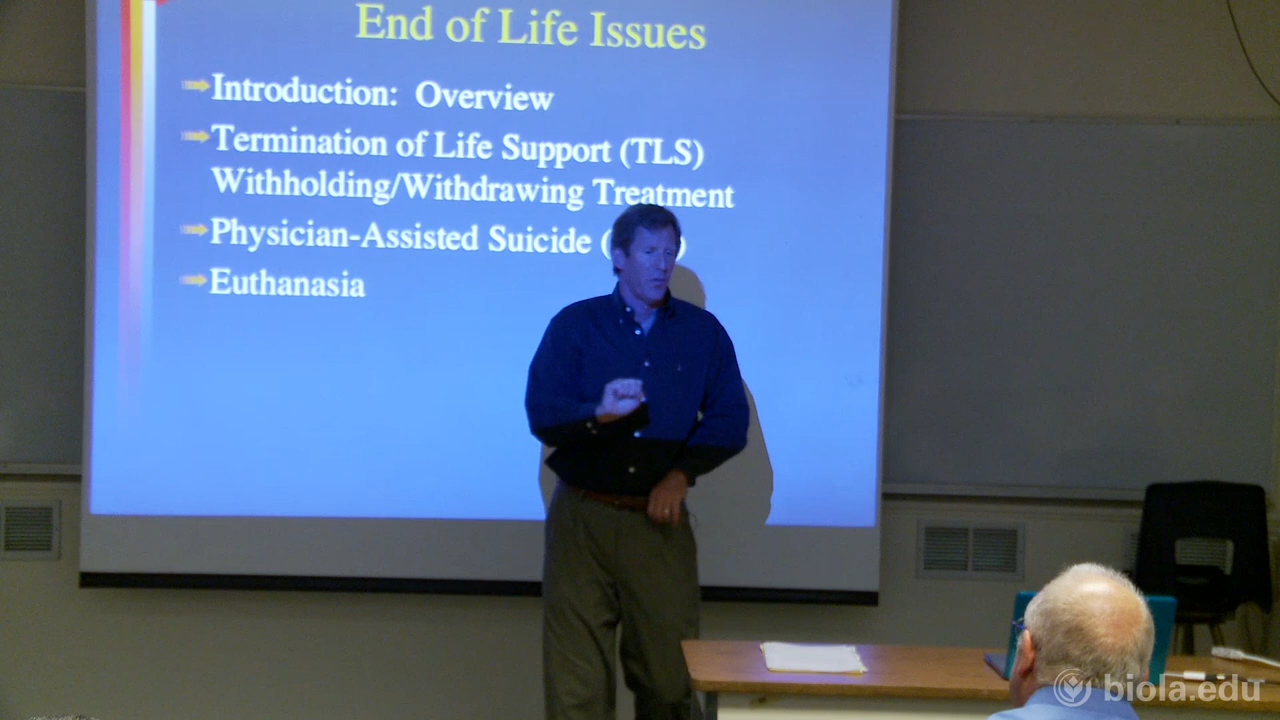 End of Life Issues
Introduction: Overview
Termination of Life Support (TLS)
Withholding/Withdrawing Treatment
Physician-Assisted Suicide ( )
Euthanasia
biola.edu